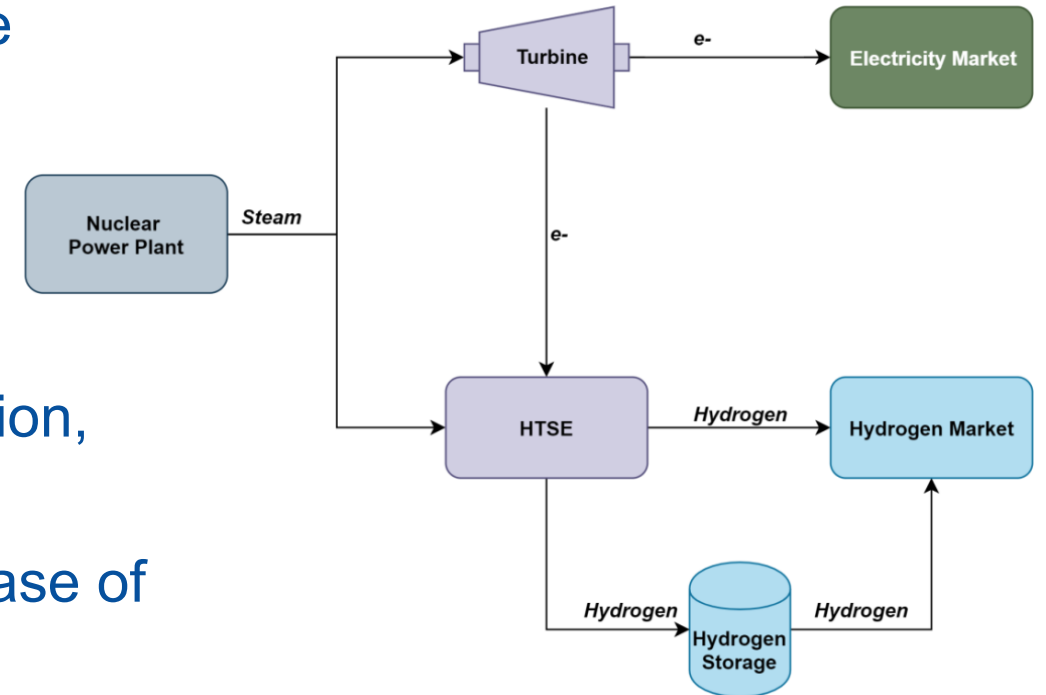 e
ion,
ase of
Turbine
e-
Electricity Market
Nuclear
Power Plant
Steam
e-
HTSE
Hydrogen
Hydrogen Market
Hydrogen
Hydrogen
Storage
Hydrogen